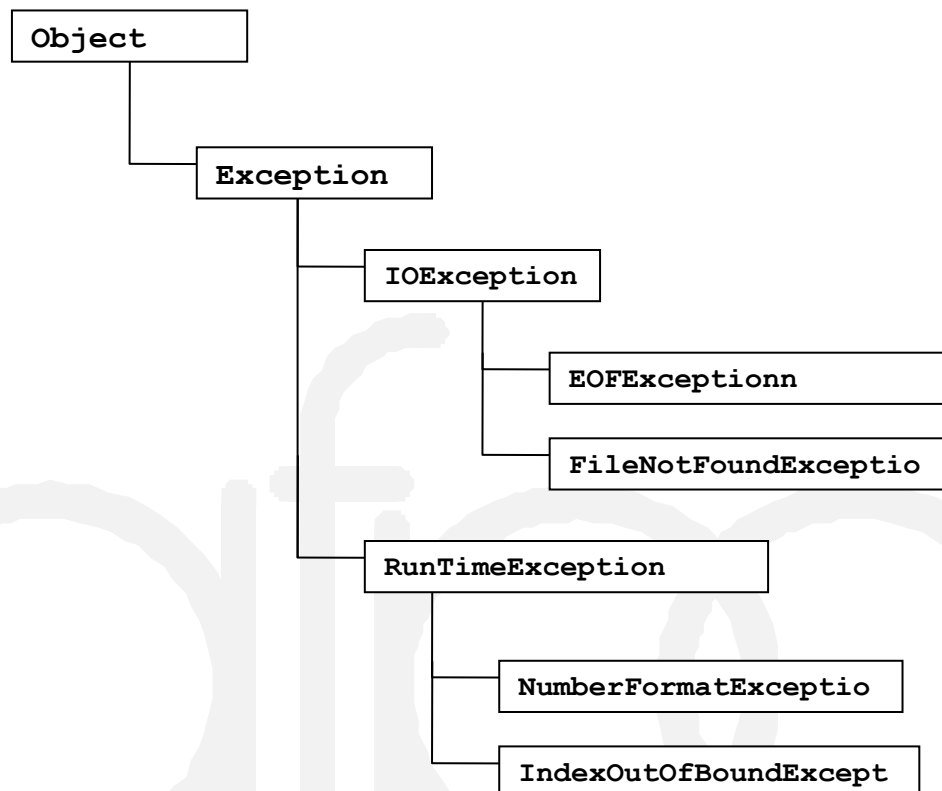 Object
Exception
IOException
EOFExceptionn
FileNotFoundExceptio
RunTimeException
NumberFormatExceptio
IndexOutOfBoundExcept